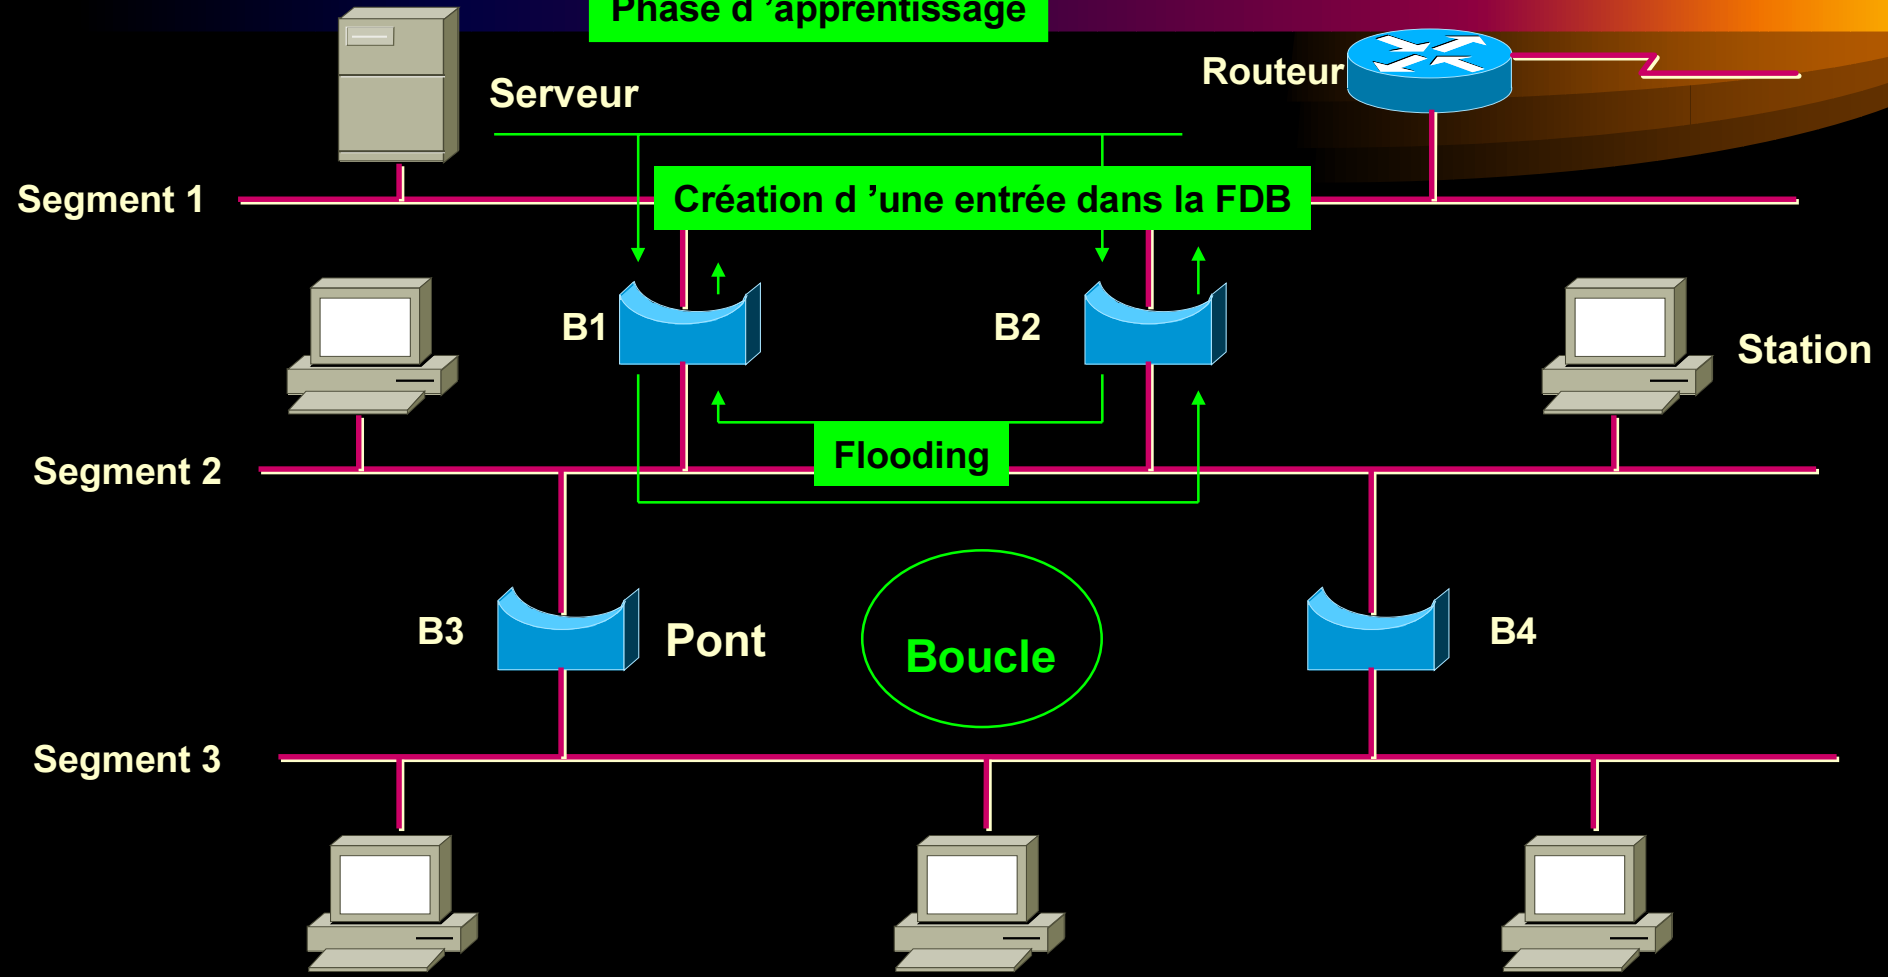 Phase d ’apprentissage
Serveur
Routeur
Segment 1
Création d ’une entrée dans la FDB
B1
B2
Station
Flooding
Segment 2
B3
Pont
Boucle
B4
Segment 3